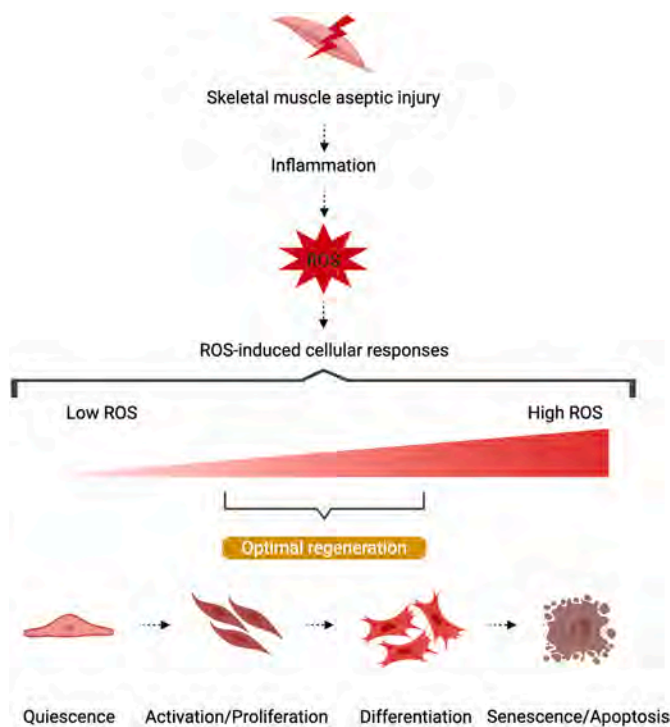 Skeletal muscle aseptic injury
Inflammation
ROS
ROS-induced cellular responses
Low ROS
High ROS
Optimal regeneration
Quiescence
Activation/Proliferation
Differentiation
Senescence/Apoptosis